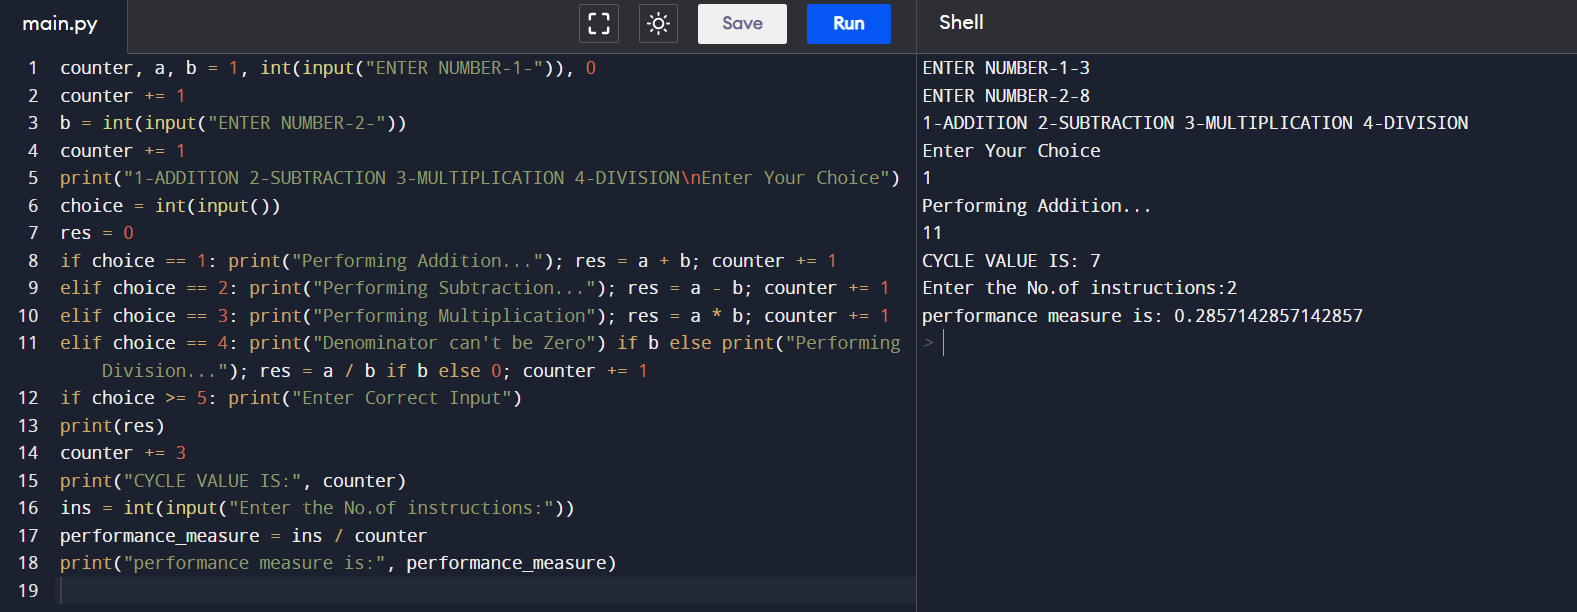 main.py
Save
Run
Shell
1 counter, a, b = 1, int(input("ENTER NUMBER-1-")), 0
2 counter += 1
3 b = int(input("ENTER NUMBER-2-"))
4 counter += 1
5 print("1-ADDITION 2-SUBTRACTION 3-MULTIPLICATION 4-DIVISION\nEnter Your Choice")
6 choice = int(input())
7 res = 0
8 if choice == 1: print("Performing Addition..."); res = a + b; counter += 1
9 elif choice == 2: print("Performing Subtraction..."); res = a - b; counter += 1
10 elif choice == 3: print("Performing Multiplication"); res = a * b; counter += 1
11 elif choice == 4: print("Denominator can't be Zero") if b else print("Performing
Division..."); res = a / b if b else 0; counter += 1
12 if choice >= 5: print("Enter Correct Input")
13 print(res)
14 counter += 3
15 print("CYCLE VALUE IS:", counter)
16 ins = int(input("Enter the No.of instructions:"))
17 performance_measure = ins / counter
18 print("performance measure is:", performance_measure)
19
ENTER NUMBER-1-3
ENTER NUMBER-2-8
1-ADDITION 2-SUBTRACTION 3-MULTIPLICATION 4-DIVISION
Enter Your Choice
1
Performing Addition...
11
CYCLE VALUE IS: 7
Enter the No.of instructions:2
performance measure is: 0.2857142857142857
>